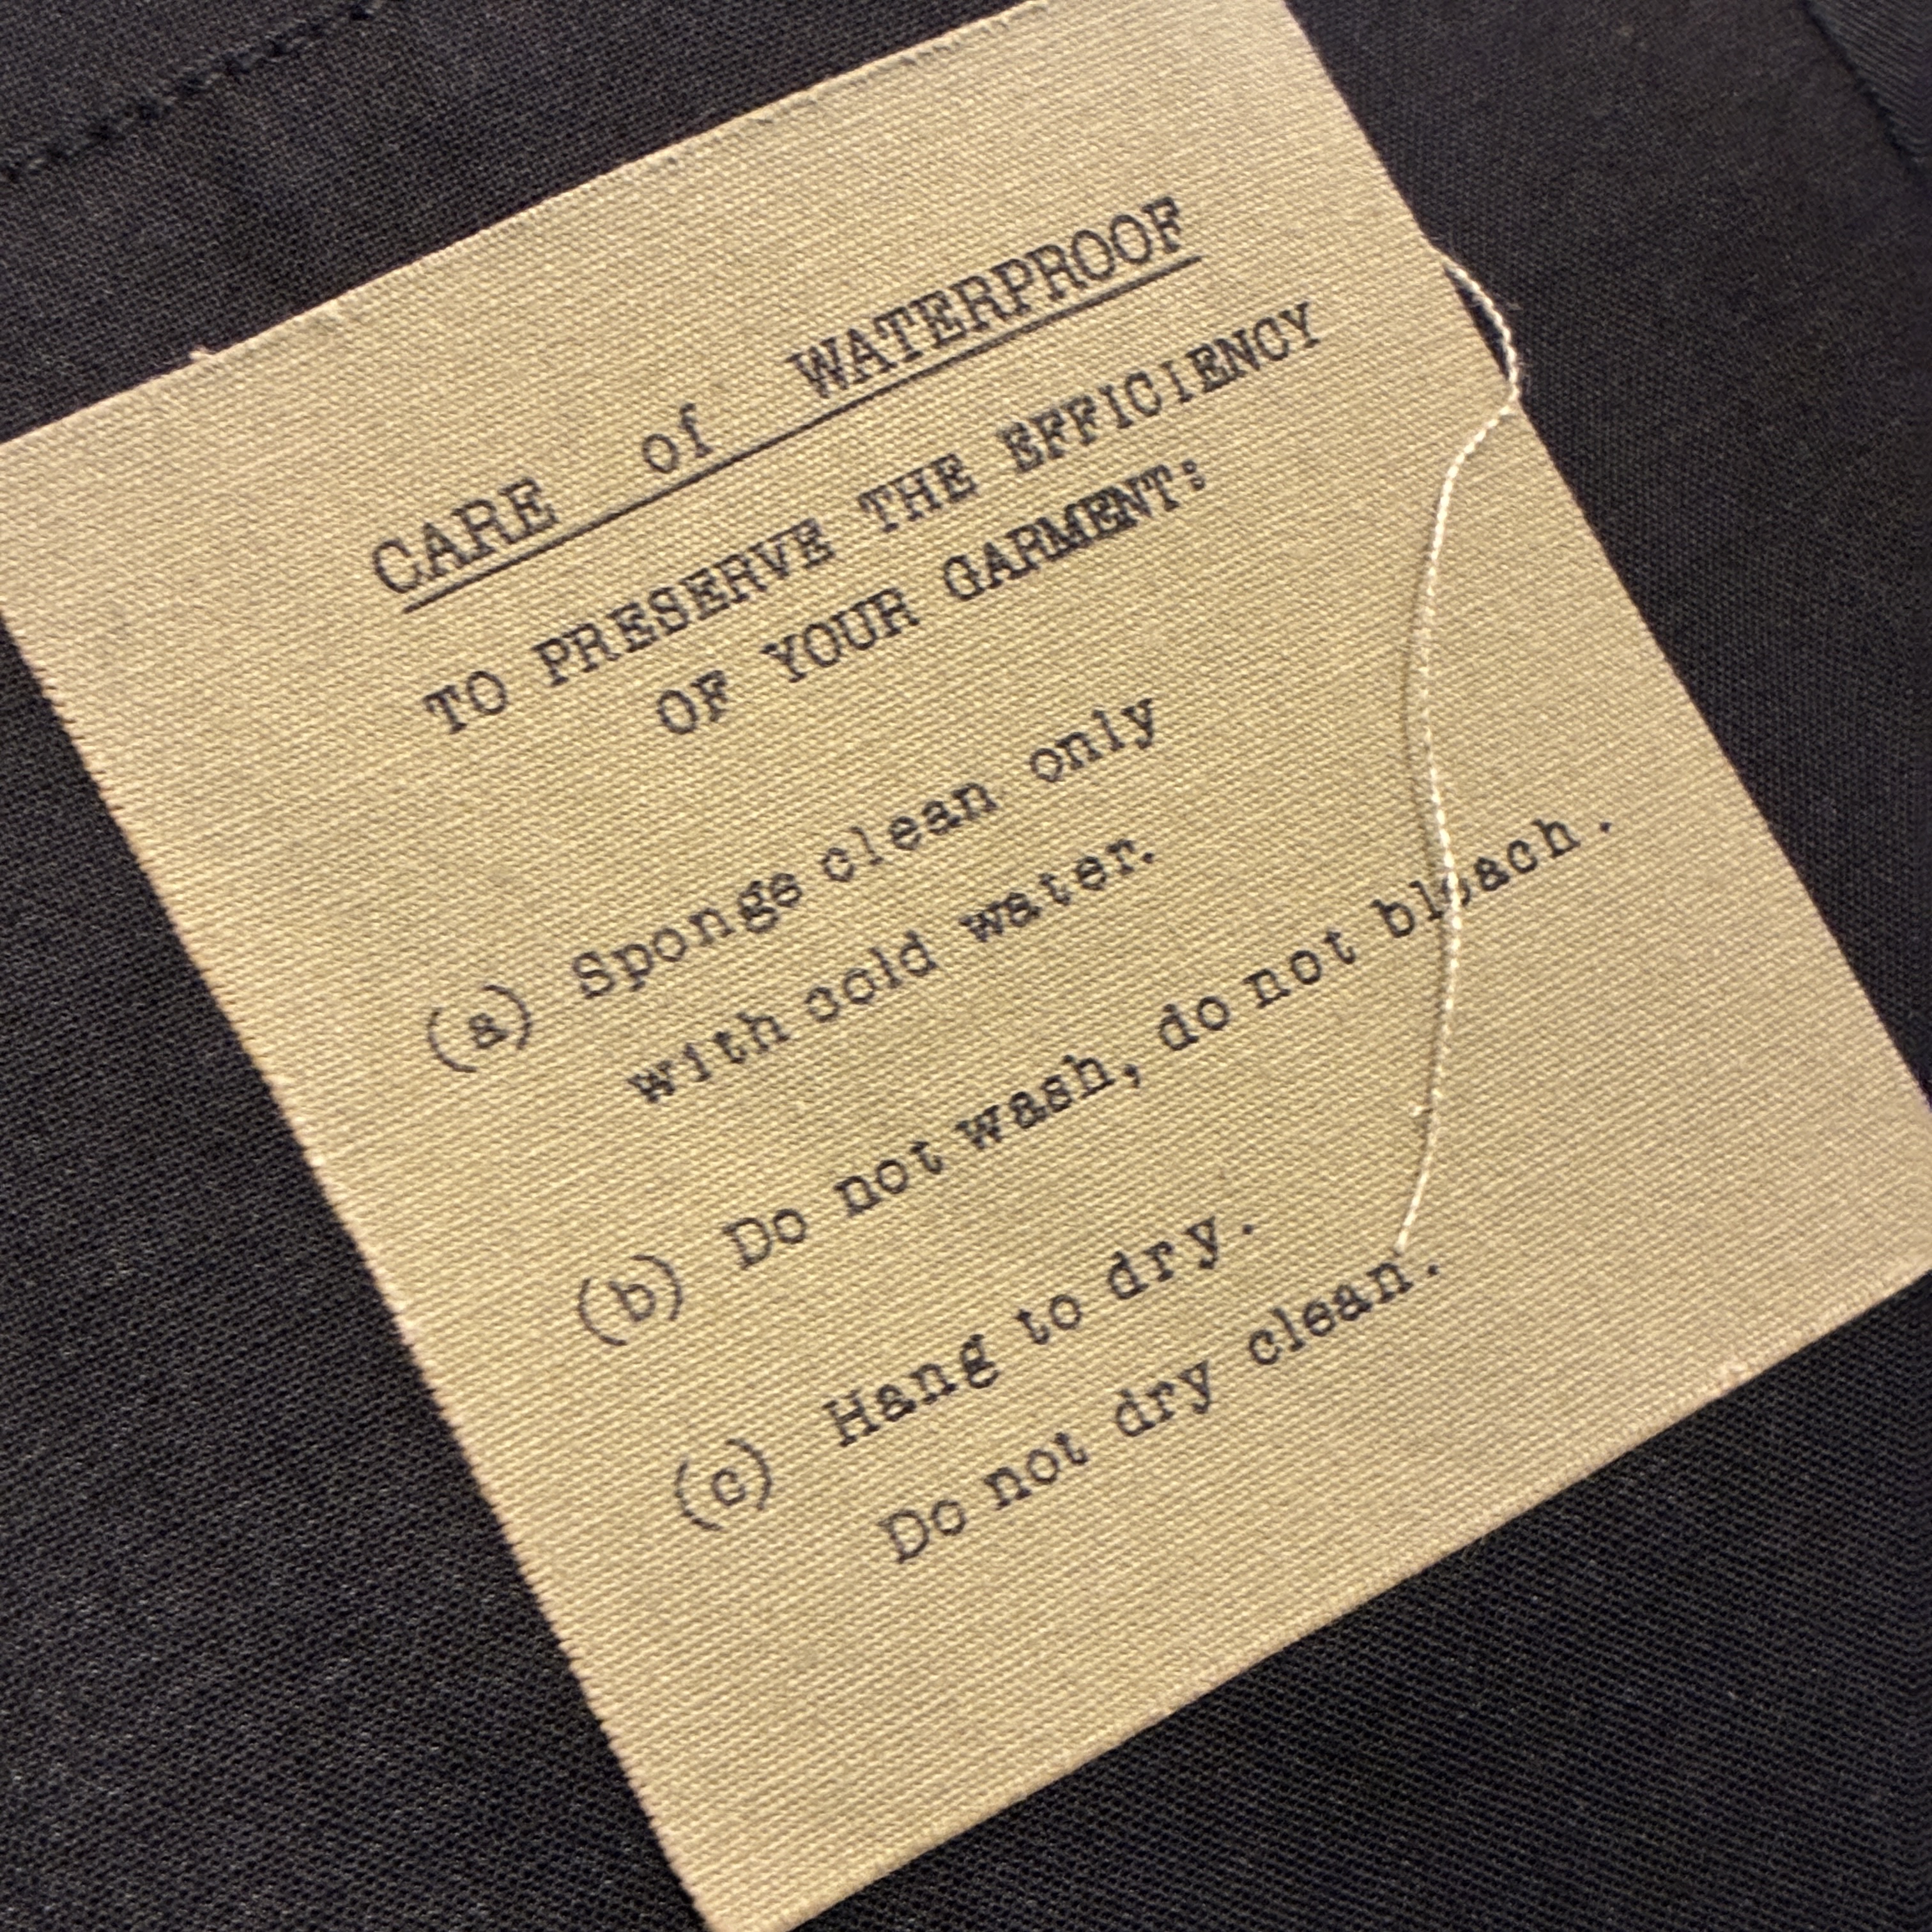 CARE of WATERPROOF
TO PRESERVE THE EFFICIENCY
OF YOUR GARMENT:
(a) Sponge clean only
with cold water.
(b) Do not wash, do not bleach.
(c) Hang to dry.
Do not dry clean.